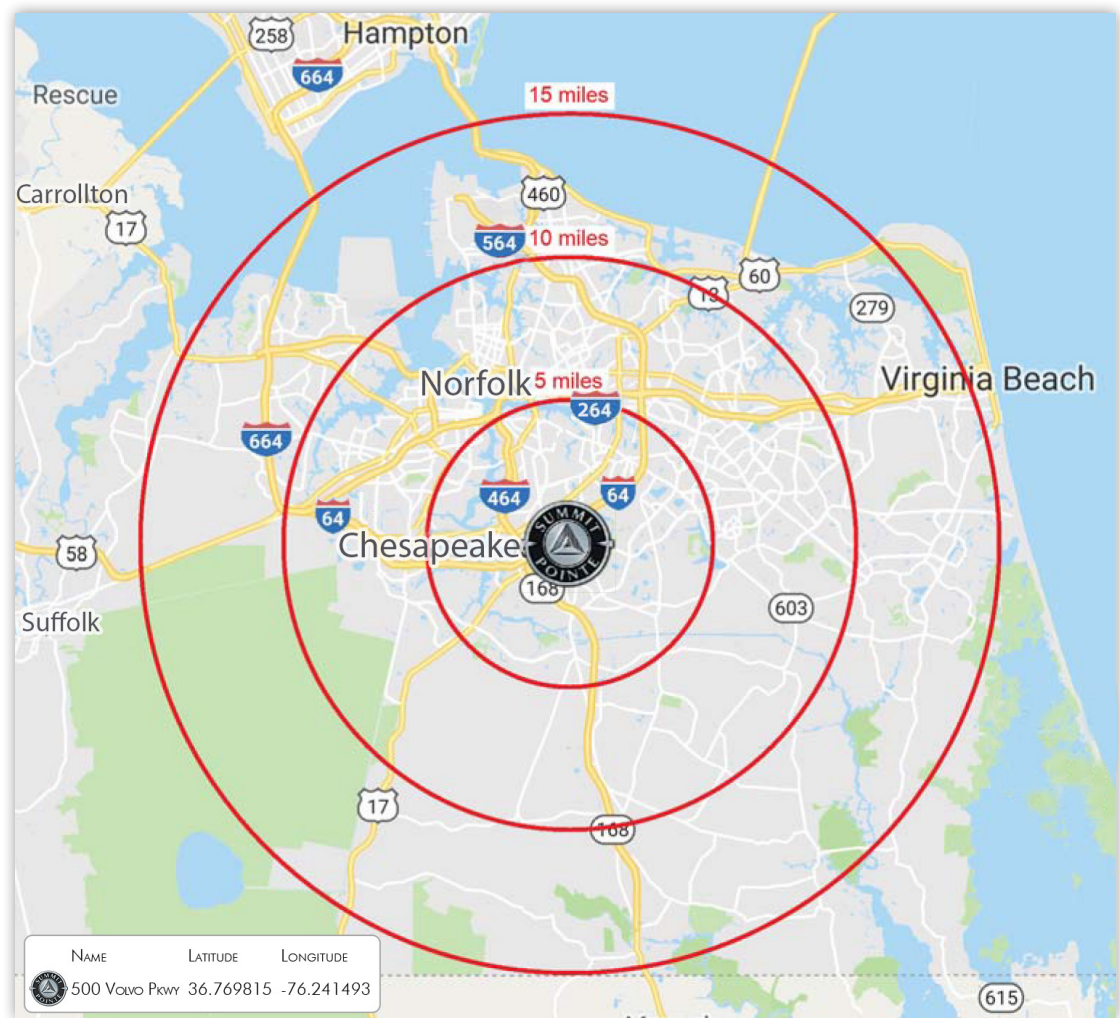 258
Hampton
664
Rescue
15 miles
Carrollton
17
460
564
10 miles
60
13
279
Norfolk
5 miles
264
Virginia Beach
664
464
64
64
SUMMIT
POINTE
Chesapeake
58
168
603
Suffolk
17
168
NAME LATITUDE LONGITUDE
SUMMIT
POINTE
500 VOLVO PKWY 36.769815 -76.241493
615